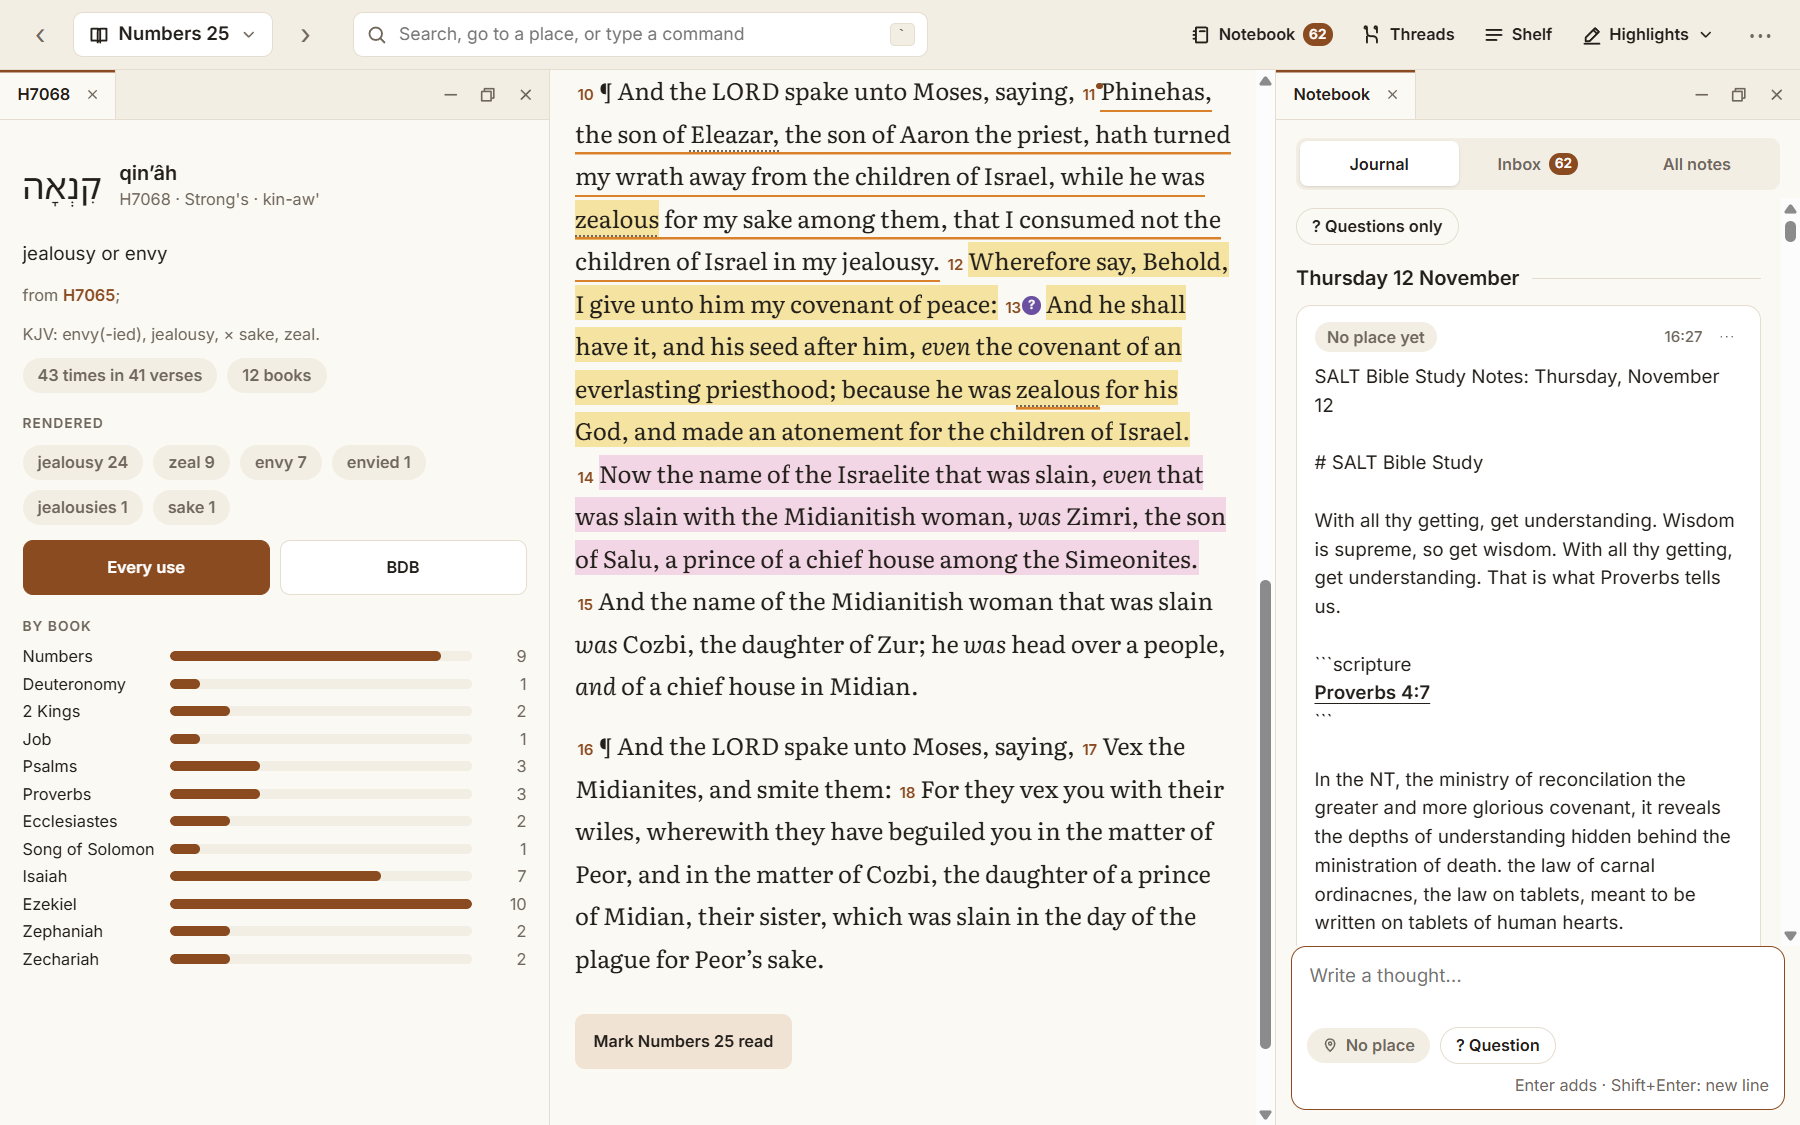 Numbers 25
Search, go to a place, or type a command
`
Notebook 62
Threads
Shelf
Highlights
H7068
קִנְאָה
qin'âh
H7068 · Strong's · kin-aw'
jealousy or envy
from H7065;
KJV: envy(-ied), jealousy, × sake, zeal.
43 times in 41 verses
12 books
RENDERED
jealousy 24
zeal 9
envy 7
envied 1
jealousies 1
sake 1
Every use
BDB
BY BOOK
Numbers 9
Deuteronomy 1
2 Kings 2
Job 1
Psalms 3
Proverbs 3
Ecclesiastes 2
Song of Solomon 1
Isaiah 7
Ezekiel 10
Zephaniah 2
Zechariah 2
10 ¶ And the LORD spake unto Moses, saying, 11 Phinehas,
the son of Eleazar, the son of Aaron the priest, hath turned
my wrath away from the children of Israel, while he was
zealous for my sake among them, that I consumed not the
children of Israel in my jealousy. 12 Wherefore say, Behold,
I give unto him my covenant of peace: 13 ? And he shall
have it, and his seed after him, even the covenant of an
everlasting priesthood; because he was zealous for his
God, and made an atonement for the children of Israel.
14 Now the name of the Israelite that was slain, even that
was slain with the Midianitish woman, was Zimri, the son
of Salu, a prince of a chief house among the Simeonites.
15 And the name of the Midianitish woman that was slain
was Cozbi, the daughter of Zur; he was head over a people,
and of a chief house in Midian.
16 ¶ And the LORD spake unto Moses, saying, 17 Vex the
Midianites, and smite them: 18 For they vex you with their
wiles, wherewith they have beguiled you in the matter of
Peor, and in the matter of Cozbi, the daughter of a prince
of Midian, their sister, which was slain in the day of the
plague for Peor’s sake.
Mark Numbers 25 read
Notebook
Journal
Inbox 62
All notes
? Questions only
Thursday 12 November
No place yet
16:27
SALT Bible Study Notes: Thursday, November
12
# SALT Bible Study
With all thy getting, get understanding. Wisdom
is supreme, so get wisdom. With all thy getting,
get understanding. That is what Proverbs tells
us.
```scripture
Proverbs 4:7
```
In the NT, the ministry of reconcilation the
greater and more glorious covenant, it reveals
the depths of understanding hidden behind the
ministration of death. the law of carnal
ordinacnes, the law on tablets, meant to be
written on tablets of human hearts.
Write a thought...
No place
? Question
Enter adds · Shift+Enter: new line